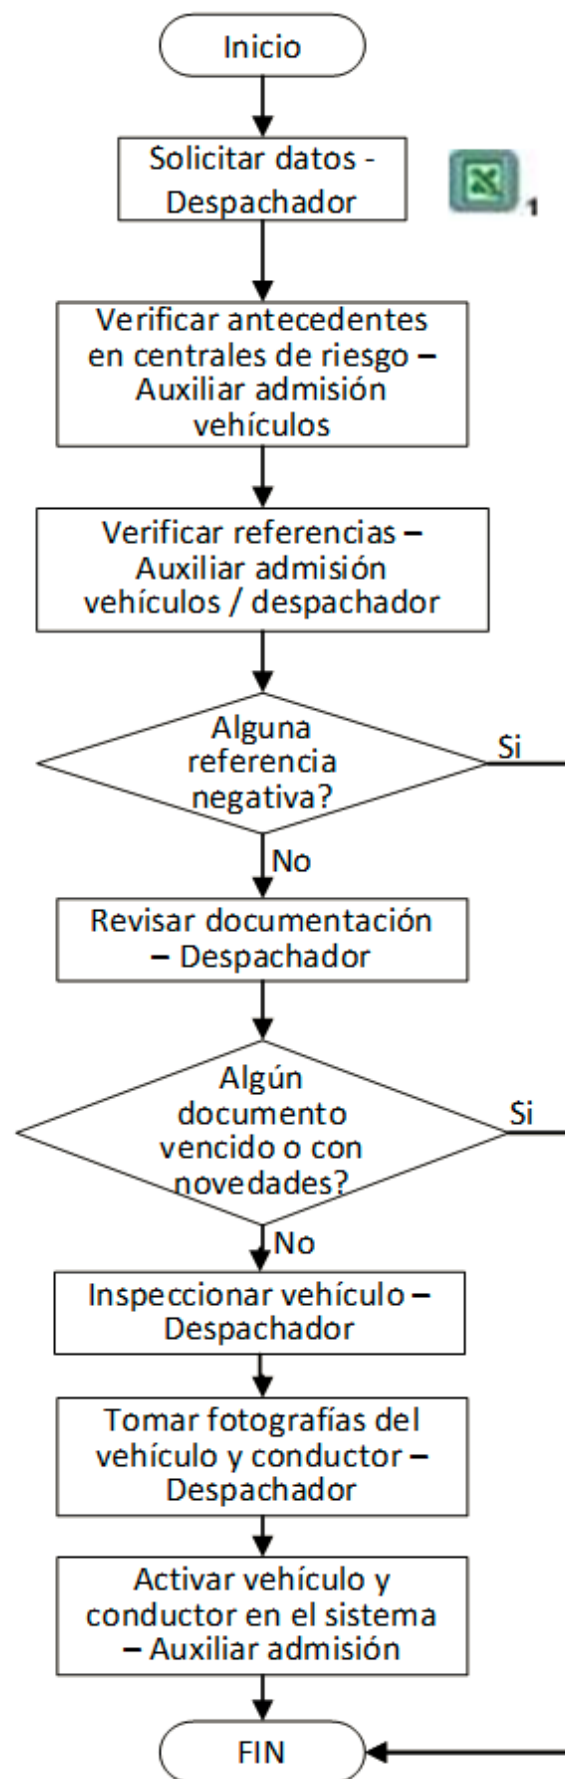 Inicio
Solicitar datos -
Despachador
1
Verificar antecedentes
en centrales de riesgo –
Auxiliar admisión
vehículos
Verificar referencias –
Auxiliar admisión
vehículos / despachador
Alguna
referencia
negativa?
Si
No
Revisar documentación
– Despachador
Algún
documento
vencido o con
novedades?
Si
No
Inspeccionar vehículo –
Despachador
Tomar fotografías del
vehículo y conductor –
Despachador
Activar vehículo y
conductor en el sistema
– Auxiliar admisión
FIN